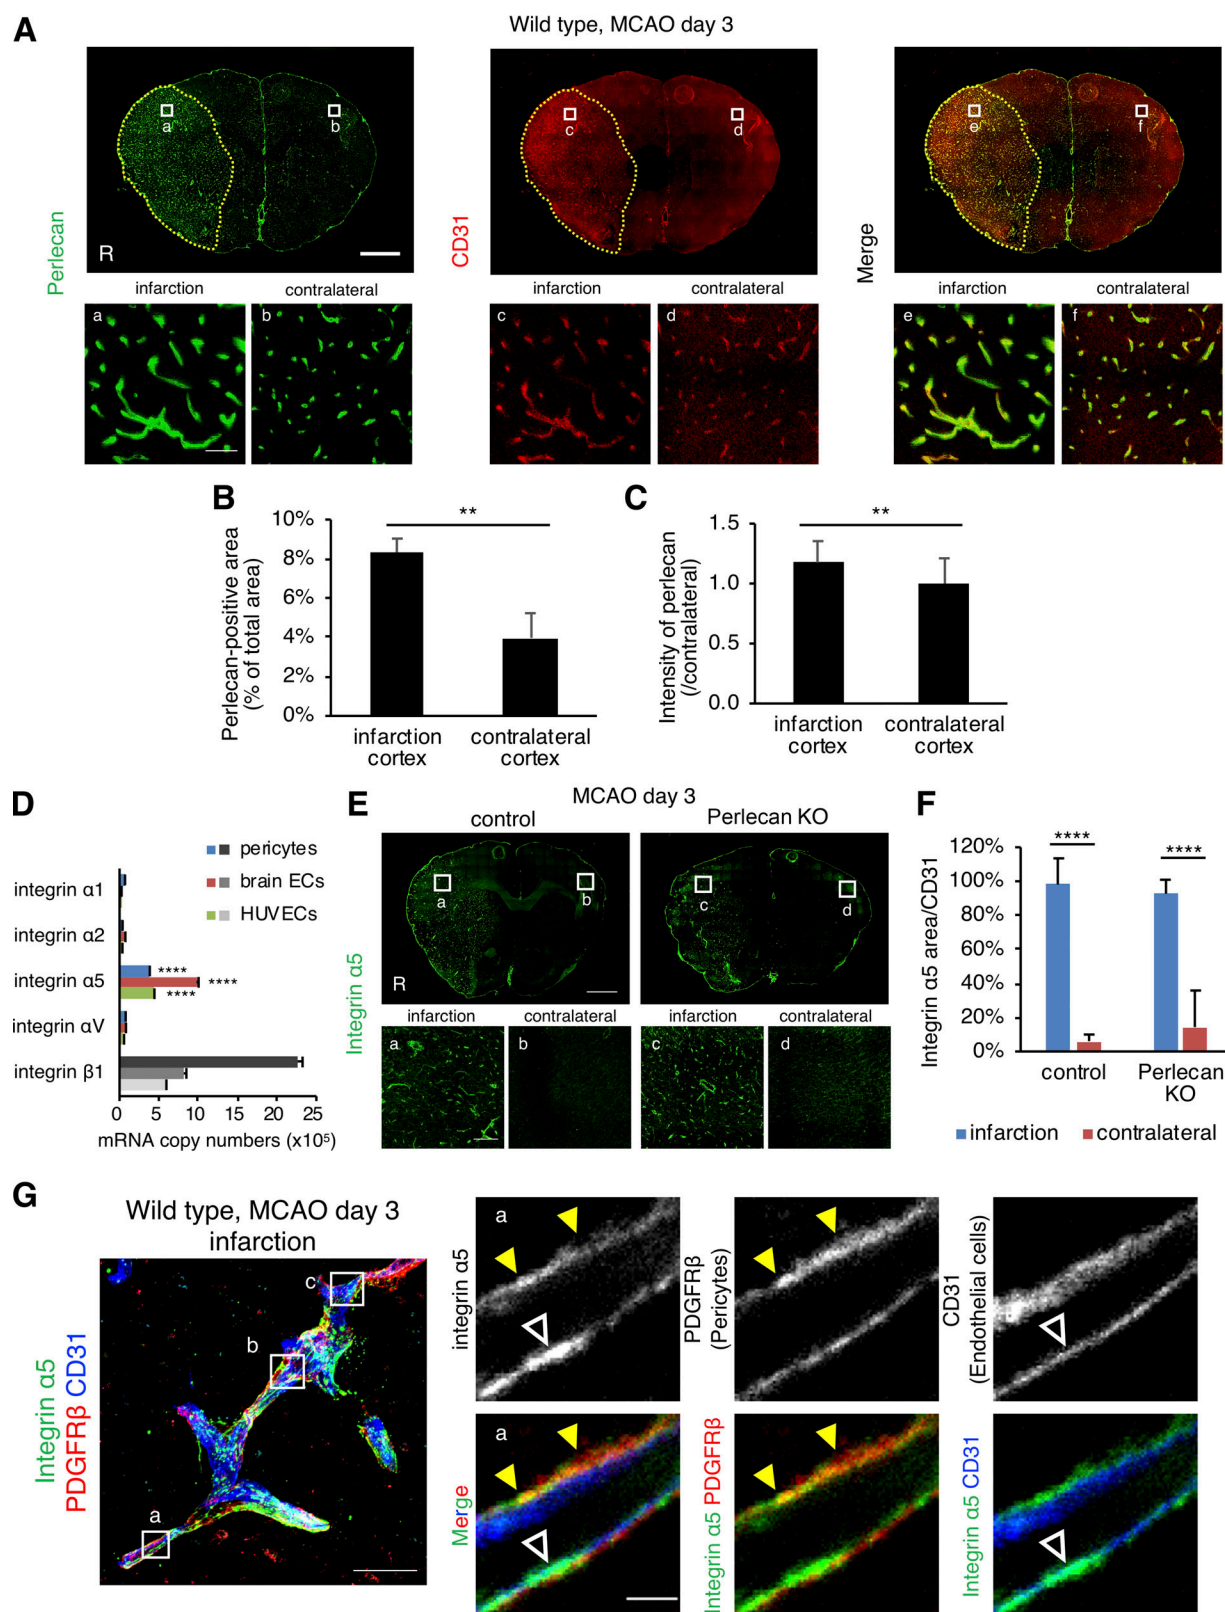 A
Wild type, MCAO day 3
Perlecan
a
b
R
CD31
c
d
Merge
e
f
infarction
contralateral
infarction
contralateral
infarction
contralateral
a
b
c
d
e
f
B
Perlecan-positive area
(% of total area)
10%
8%
6%
4%
2%
0%
**
infarction
cortex
contralateral
cortex
C
Intensity of perlecan
(/contralateral)
1.5
1.0
0.5
0.0
**
infarction
cortex
contralateral
cortex
D
pericytes
brain ECs
HUVECs
integrin α1
integrin α2
integrin α5
integrin αV
integrin β1
****
****
****
0
5
10
15
20
25
mRNA copy numbers (x10⁵)
E
MCAO day 3
control
Perlecan KO
Integrin α5
a
b
R
c
d
infarction
contralateral
infarction
contralateral
a
b
c
d
F
Integrin α5 area/CD31
120%
100%
80%
60%
40%
20%
0%
****
****
control
Perlecan
KO
infarction
contralateral
G
Wild type, MCAO day 3
infarction
Integrin α5
PDGFRβ CD31
c
b
a
integrin α5
a
PDGFRβ
(Pericytes)
CD31
(Endothelial cells)
Merge
a
Integrin α5 PDGFRβ
Integrin α5 CD31